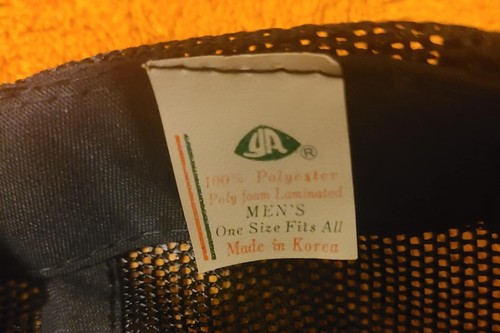 YA ®
100% Polyester
Poly foam Laminated
MEN'S
One Size Fits All
Made in Korea